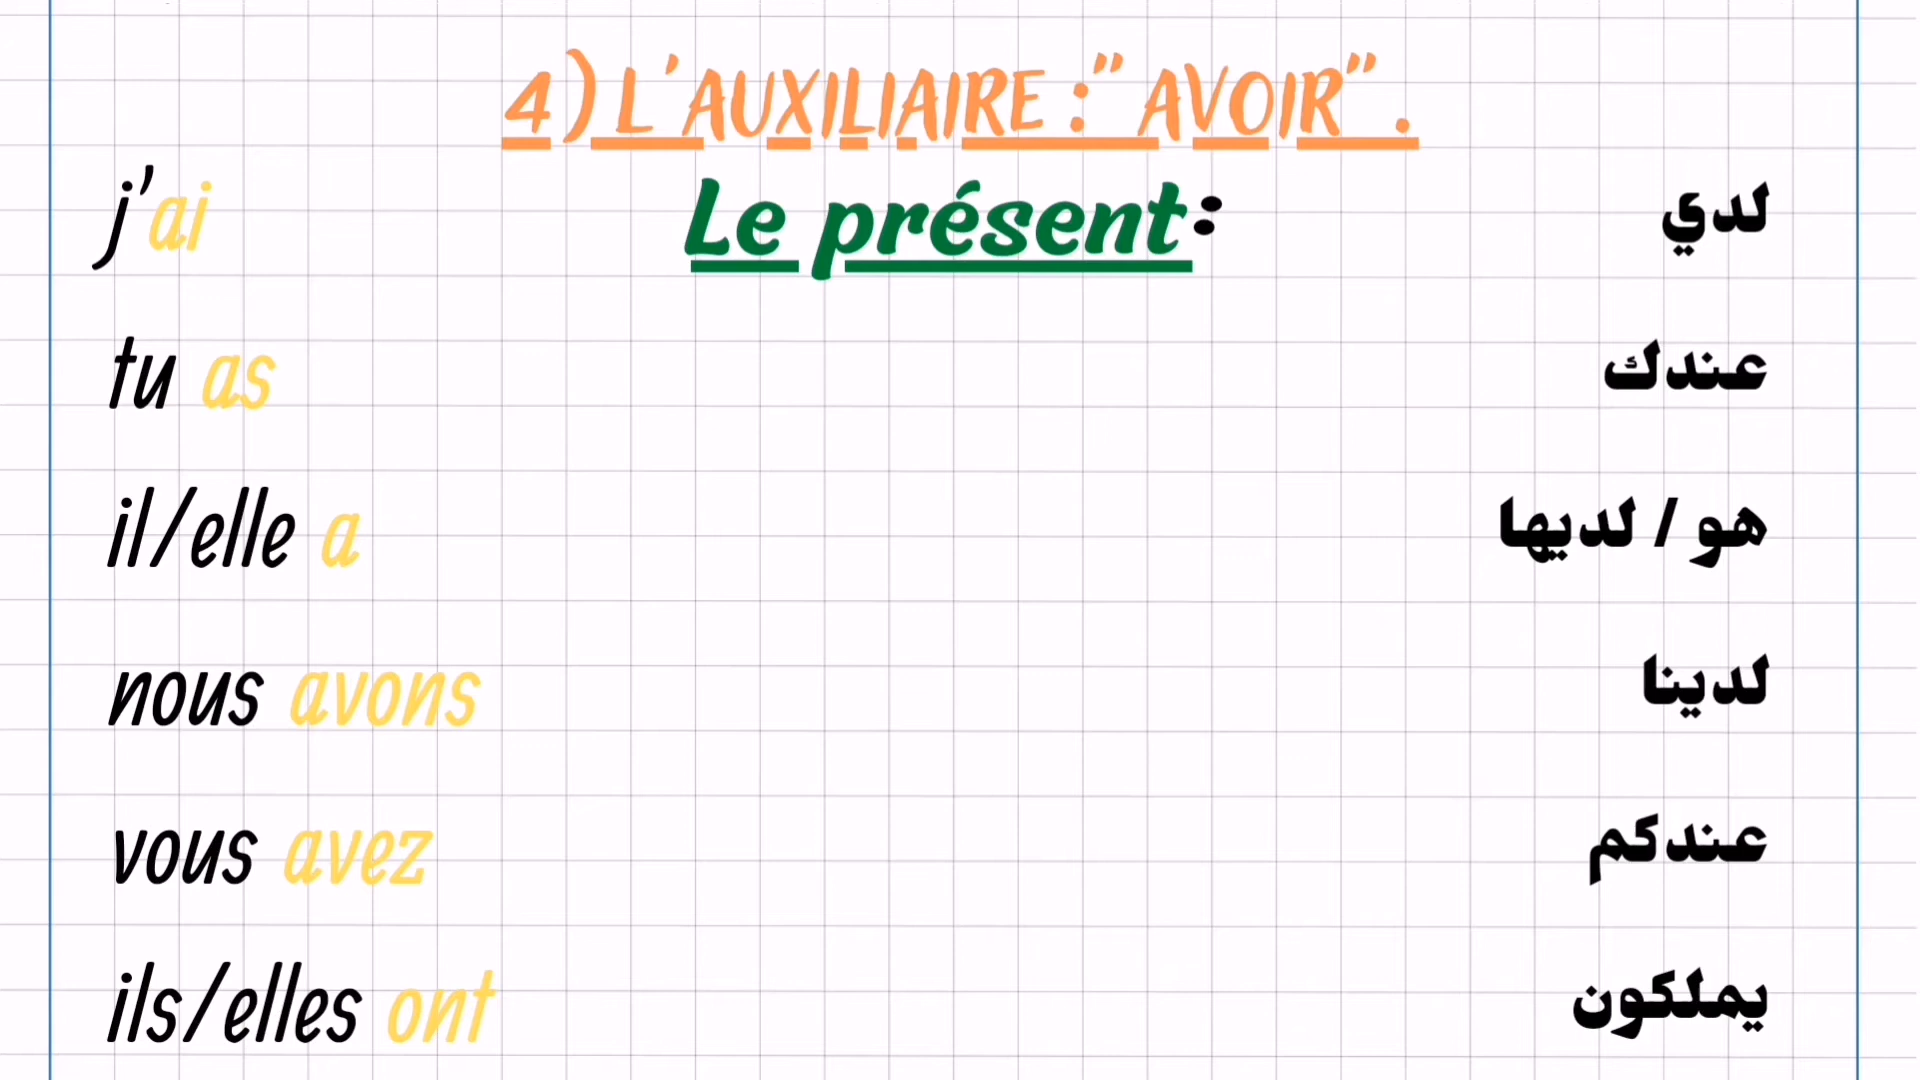 4) L'AUXILIAIRE :" AVOIR" .
Le présent:
j'ai
لدي
tu as
عندك
il/elle a
هو / لديها
nous avons
لدينا
vous avez
عندكم
ils/elles ont
يملكون